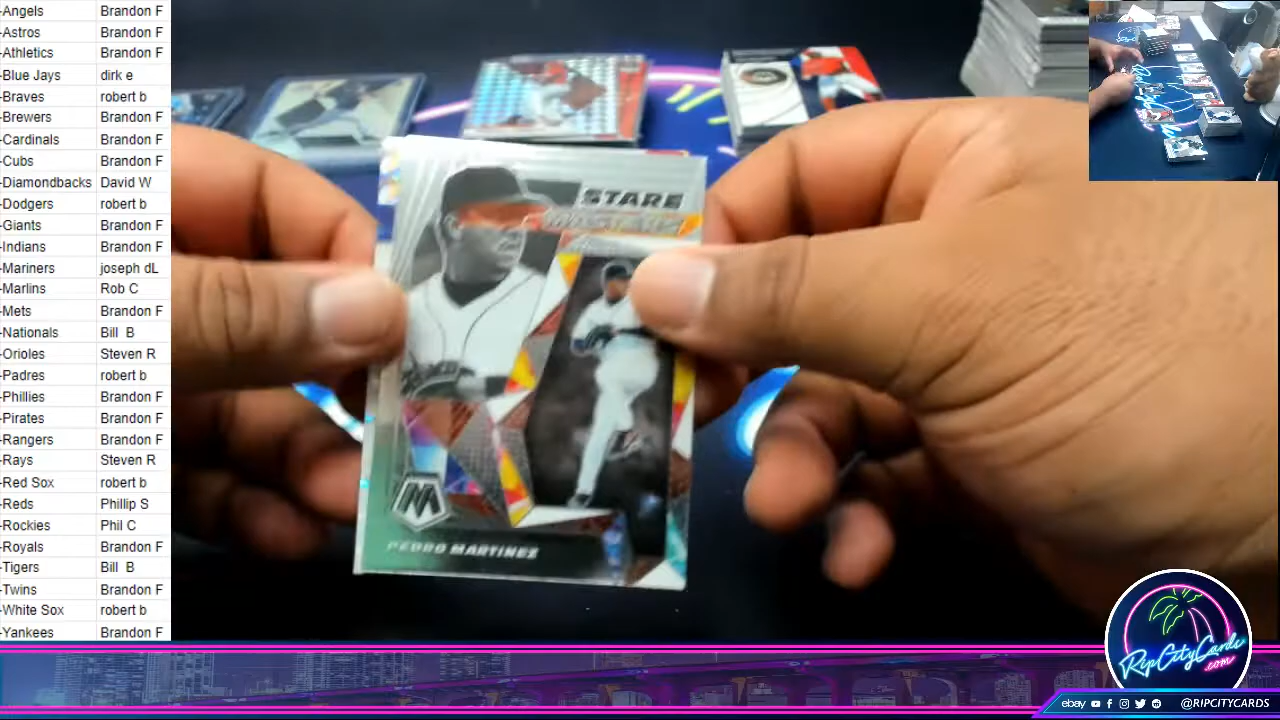 -Angels Brandon F
-Astros Brandon F
-Athletics Brandon F
-Blue Jays dirk e
-Braves robert b
-Brewers Brandon F
-Cardinals Brandon F
-Cubs Brandon F
-Diamondbacks David W
-Dodgers robert b
-Giants Brandon F
-Indians Brandon F
-Mariners joseph dL
-Marlins Rob C
-Mets Brandon F
-Nationals Bill B
-Orioles Steven R
-Padres robert b
-Phillies Brandon F
-Pirates Brandon F
-Rangers Brandon F
-Rays Steven R
-Red Sox robert b
-Reds Phillip S
-Rockies Phil C
-Royals Brandon F
-Tigers Bill B
-Twins Brandon F
-White Sox robert b
-Yankees Brandon F
STARE
M
PEDRO MARTINEZ
RipCityCards
.com
ebay @RIPCITYCARDS